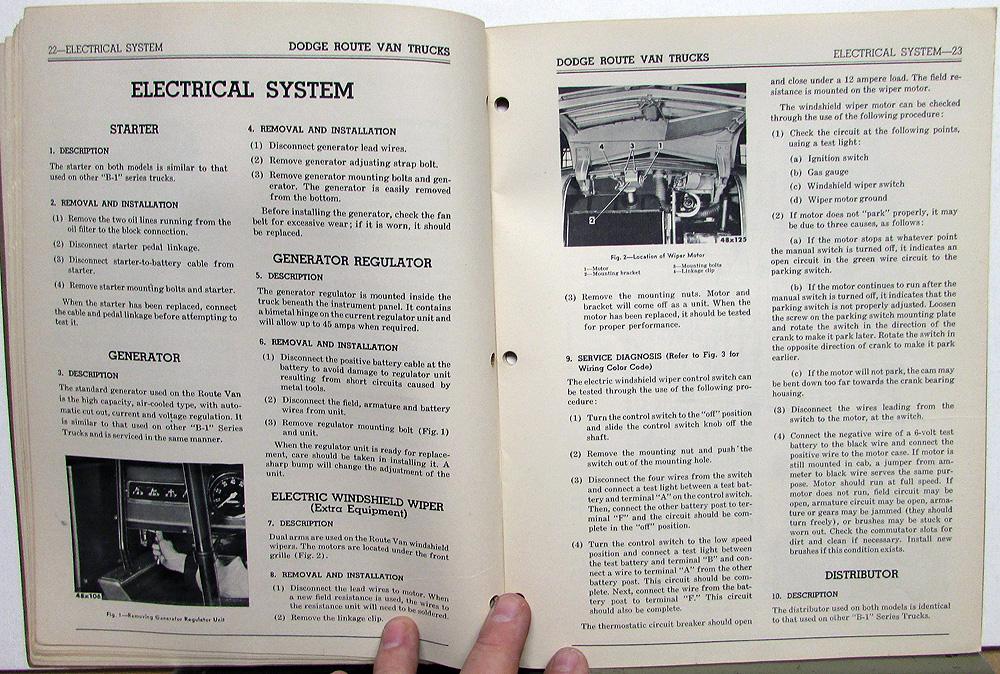 22—ELECTRICAL SYSTEM
DODGE ROUTE VAN TRUCKS
ELECTRICAL SYSTEM
STARTER
1. DESCRIPTION
The starter on both models is similar to that
used on other "B-1" series trucks.
2. REMOVAL AND INSTALLATION
(1) Remove the two oil lines running from the
oil filter to the block connection.
(2) Disconnect starter pedal linkage.
(3) Disconnect starter-to-battery cable from
starter.
(4) Remove starter mounting bolts and starter.
When the starter has been replaced, connect
the cable and pedal linkage before attempting to
test it.
GENERATOR
3. DESCRIPTION
The standard generator used on the Route Van
is the high capacity, air-cooled type, with auto-
matic cut out, current and voltage regulation. It
is similar to that used on other "B-1" Series
Trucks and is serviced in the same manner.
48x106
Fig. 1—Removing Generator Regulator Unit
4. REMOVAL AND INSTALLATION
(1) Disconnect generator lead wires.
(2) Remove generator adjusting strap bolt.
(3) Remove generator mounting bolts and gen-
erator. The generator is easily removed
from the bottom.
Before installing the generator, check the fan
belt for excessive wear; if it is worn, it should
be replaced.
GENERATOR REGULATOR
5. DESCRIPTION
The generator regulator is mounted inside the
truck beneath the instrument panel. It contains
a bimetal hinge on the current regulator unit and
will allow up to 45 amps when required.
6. REMOVAL AND INSTALLATION
(1) Disconnect the positive battery cable at the
battery to avoid damage to regulator unit
resulting from short circuits caused by
metal tools.
(2) Disconnect the field, armature and battery
wires from unit.
(3) Remove regulator mounting bolt (Fig. 1)
and unit.
When the regulator unit is ready for replace-
ment, care should be taken in installing it. A
sharp bump will change the adjustment of the
unit.
ELECTRIC WINDSHIELD WIPER
(Extra Equipment)
7. DESCRIPTION
Dual arms are used on the Route Van windshield
wipers. The motors are located under the front
grille (Fig. 2).
8. REMOVAL AND INSTALLATION
(1) Disconnect the lead wires to motor. When
a new field resistance is used, the wires to
the resistance unit will need to be soldered.
(2) Remove the linkage clip.
DODGE ROUTE VAN TRUCKS
ELECTRICAL SYSTEM—23
4 3 1
2
48x125
Fig. 2—Location of Wiper Motor
1—Motor
2—Mounting bracket
3—Mounting bolts
4—Linkage clip
(3) Remove the mounting nuts. Motor and
bracket will come off as a unit. When the
motor has been replaced, it should be tested
for proper performance.
9. SERVICE DIAGNOSIS (Refer to Fig. 3 for
Wiring Color Code)
The electric windshield wiper control switch can
be tested through the use of the following pro-
cedure:
(1) Turn the control switch to the "off" position
and slide the control switch knob off the
shaft.
(2) Remove the mounting nut and push the
switch out of the mounting hole.
(3) Disconnect the four wires from the switch
and connect a test light between a test bat-
tery and terminal "A" on the control switch.
Then, connect the other battery post to ter-
minal "F" and the circuit should be com-
plete in the "off" position.
(4) Turn the control switch to the low speed
position and connect a test light between
the test battery and terminal "B" and con-
nect a wire to terminal "A" from the other
battery post. This circuit should be com-
plete. Next, connect the wire from the bat-
tery post to terminal "F." This circuit
should also be complete.
The thermostatic circuit breaker should open
and close under a 12 ampere load. The field re-
sistance is mounted on the wiper motor.
The windshield wiper motor can be checked
through the use of the following procedure:
(1) Check the circuit at the following points,
using a test light:
(a) Ignition switch
(b) Gas gauge
(c) Windshield wiper switch
(d) Wiper motor ground
(2) If motor does not "park" properly, it may
be due to three causes, as follows:
(a) If the motor stops at whatever point
the manual switch is turned off, it indicates an
open circuit in the green wire circuit to the
parking switch.
(b) If the motor continues to run after the
manual switch is turned off, it indicates that the
parking switch is not properly adjusted. Loosen
the screw on the parking switch mounting plate
and rotate the switch in the direction of the
crank to make it park later. Rotate the switch in
the opposite direction of crank to make it park
earlier.
(c) If the motor will not park, the cam may
be bent down too far towards the crank bearing
housing.
(3) Disconnect the wires leading from the
switch to the motor, at the switch.
(4) Connect the negative wire of a 6-volt test
battery to the black wire and connect the
positive wire to the motor case. If motor is
still mounted in cab, a jumper from am-
meter to black wire serves the same pur-
pose. Motor should run at full speed. If
motor does not run, field circuit may be
open, armature circuit may be open, arma-
ture or gears may be jammed (they should
turn freely), or brushes may be stuck or
worn out. Check the commutator slots for
dirt and clean if necessary. Install new
brushes if this condition exists.
DISTRIBUTOR
10. DESCRIPTION
The distributor used on both models is identical
to that used on other "B-1" Series Trucks.